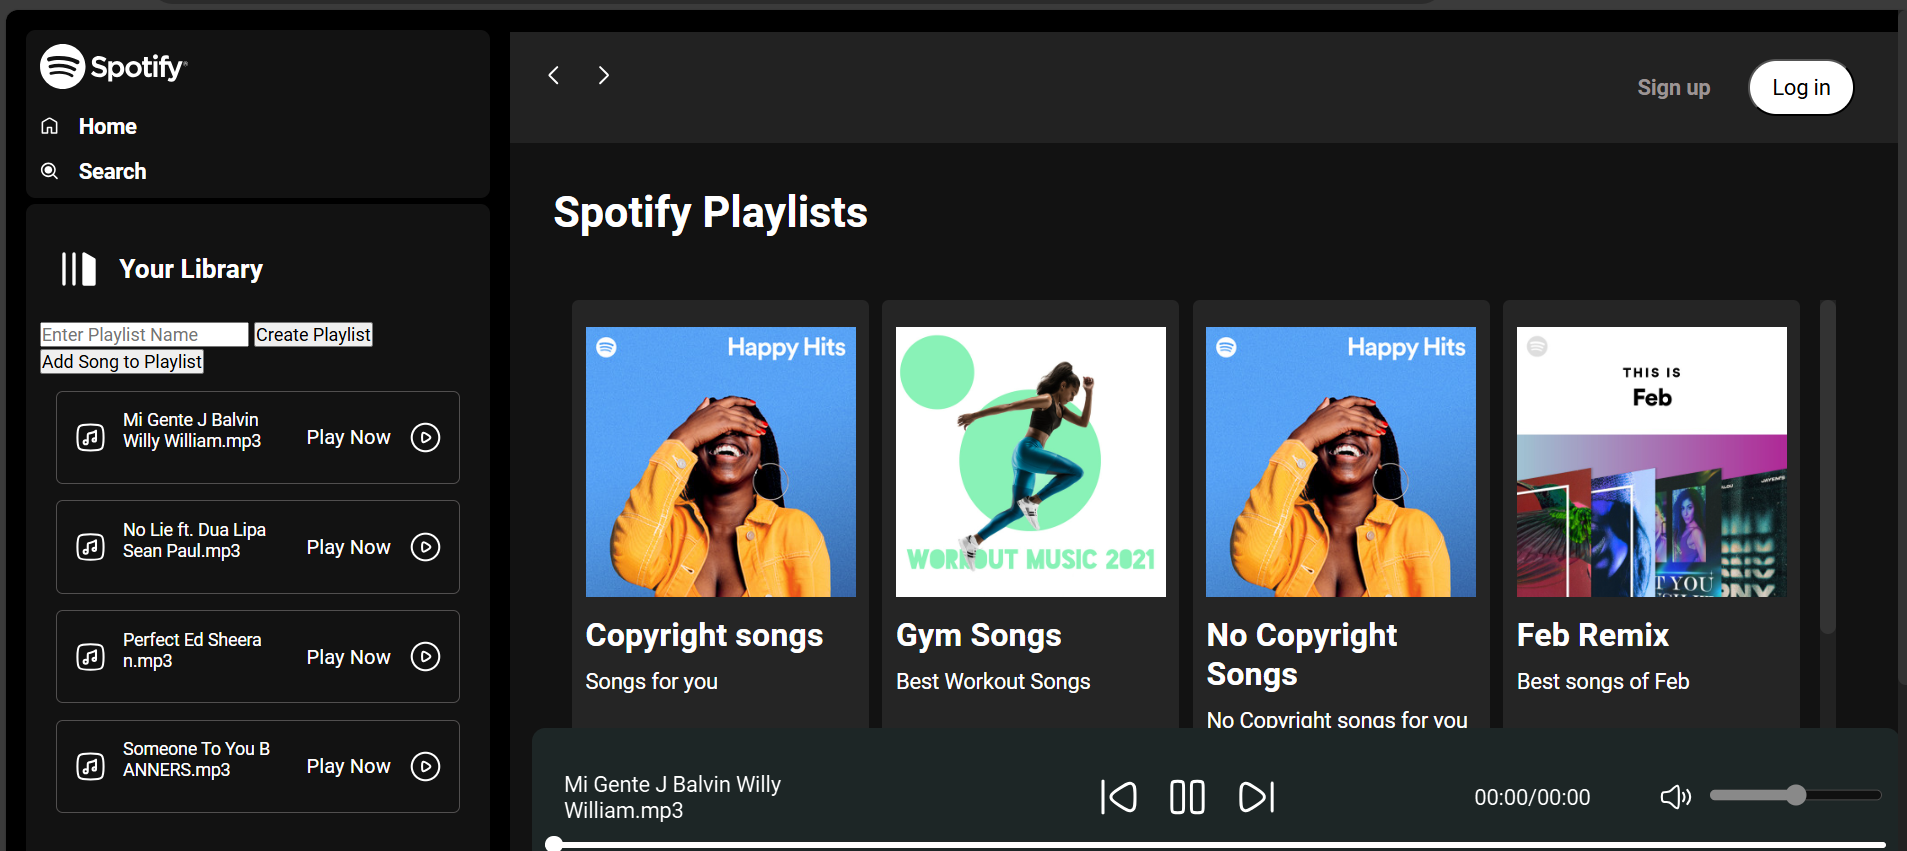 Spotify®
Home
Search
Your Library
Enter Playlist Name
Create Playlist
Add Song to Playlist
Mi Gente J Balvin
Willy William.mp3
Play Now
No Lie ft. Dua Lipa
Sean Paul.mp3
Play Now
Perfect Ed Sheera
n.mp3
Play Now
Someone To You B
ANNERS.mp3
Play Now
Sign up
Log in
Spotify Playlists
Happy Hits
Copyright songs
Songs for you
WORKOUT MUSIC 2021
Gym Songs
Best Workout Songs
Happy Hits
No Copyright
Songs
No Copyright songs for you
THIS IS
Feb
JAYEM'S
T YOU
Feb Remix
Best songs of Feb
Mi Gente J Balvin Willy
William.mp3
00:00/00:00